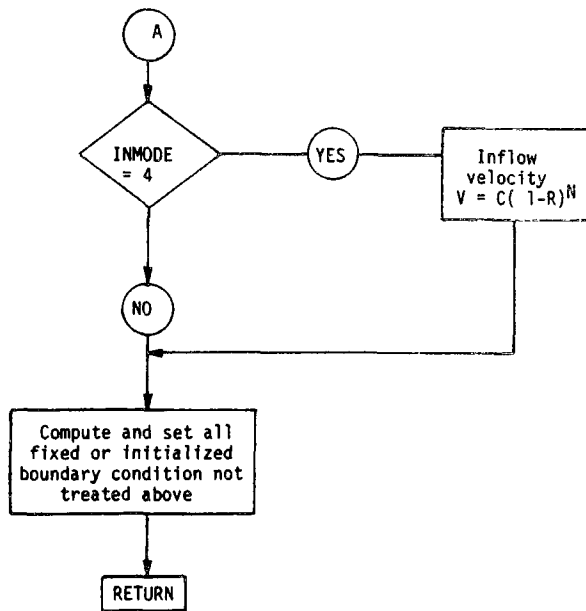 A
INMODE
= 4
YES
Inflow
velocity
V = C( 1-R)^N
NO
Compute and set all
fixed or initialized
boundary condition not
treated above
RETURN